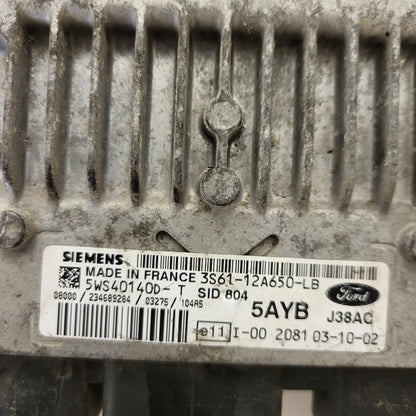 SIEMENS
MADE IN FRANCE 3S61-12A650-LB
5WS40140D-T SID 804
08000 / 234689284 / 03275 / 104A5
5AYB
Ford
J38AC
e11 I-00 2081 03-10-02